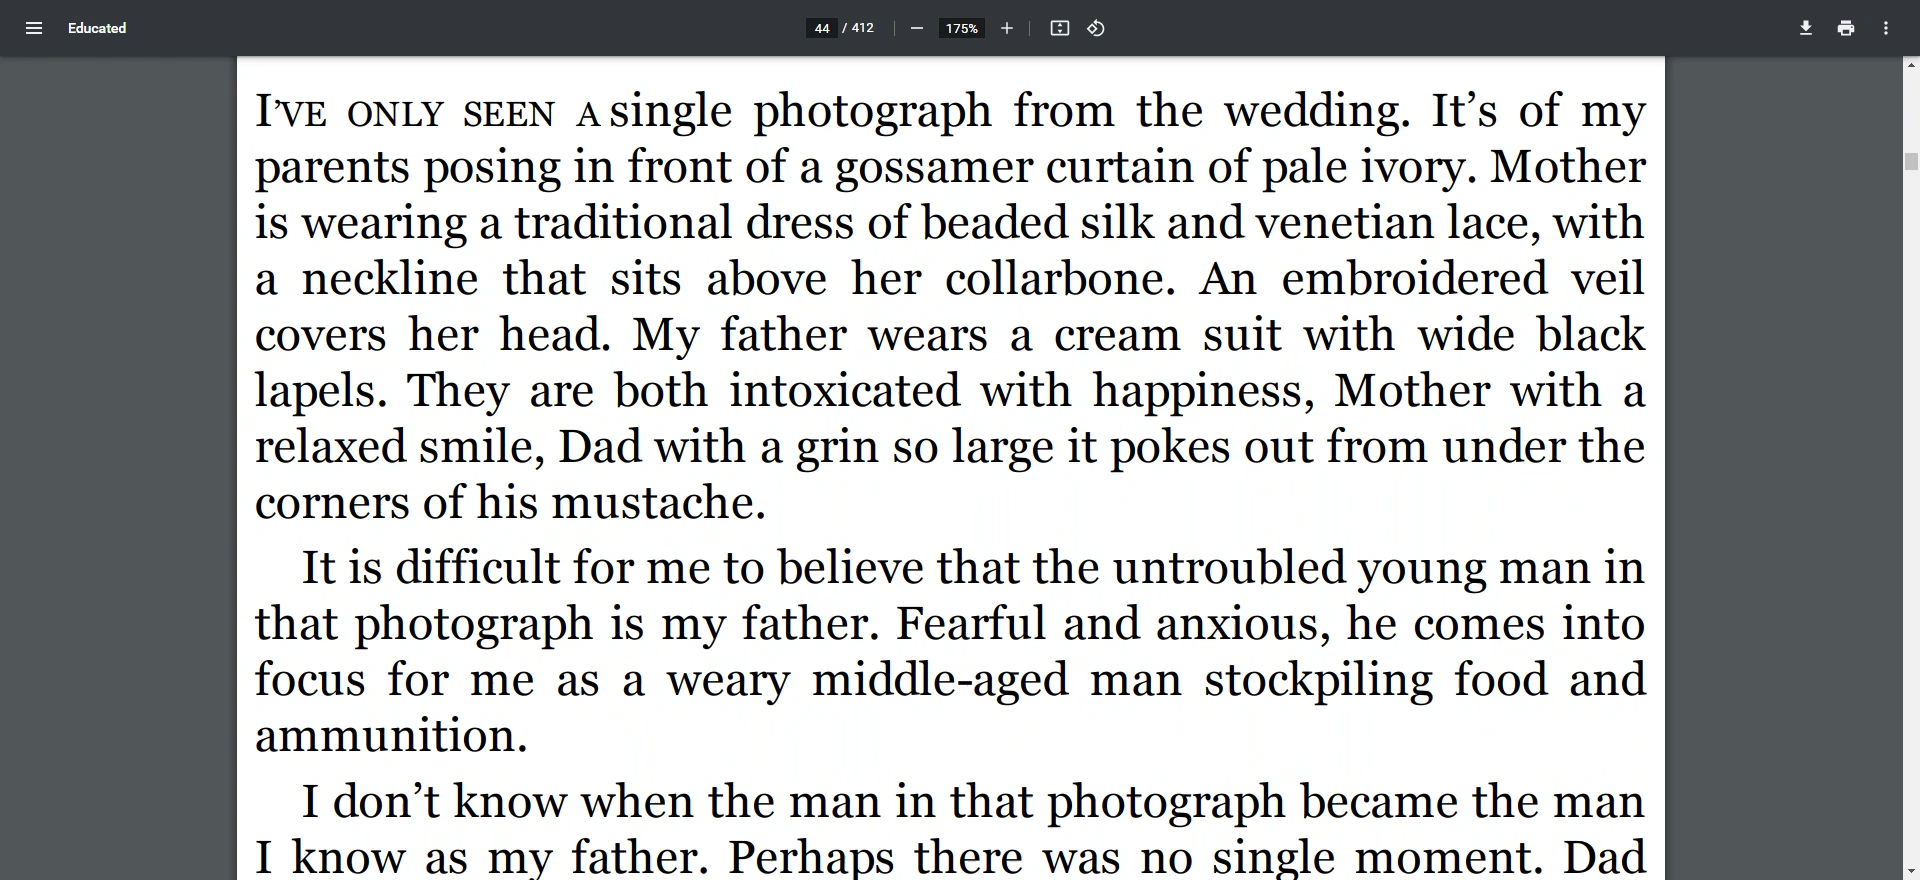 Educated
44 / 412
175%
I'VE ONLY SEEN A single photograph from the wedding. It's of my
parents posing in front of a gossamer curtain of pale ivory. Mother
is wearing a traditional dress of beaded silk and venetian lace, with
a neckline that sits above her collarbone. An embroidered veil
covers her head. My father wears a cream suit with wide black
lapels. They are both intoxicated with happiness, Mother with a
relaxed smile, Dad with a grin so large it pokes out from under the
corners of his mustache.
It is difficult for me to believe that the untroubled young man in
that photograph is my father. Fearful and anxious, he comes into
focus for me as a weary middle-aged man stockpiling food and
ammunition.
I don't know when the man in that photograph became the man
I know as my father. Perhaps there was no single moment. Dad